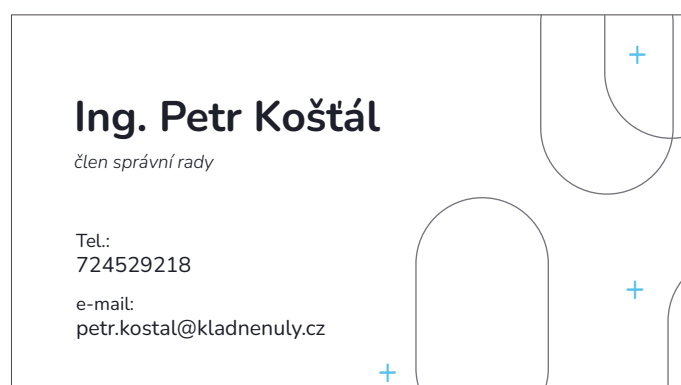 Ing. Petr Košťál
člen správní rady
Tel.:
724529218
e-mail:
petr.kostal@kladnenuly.cz